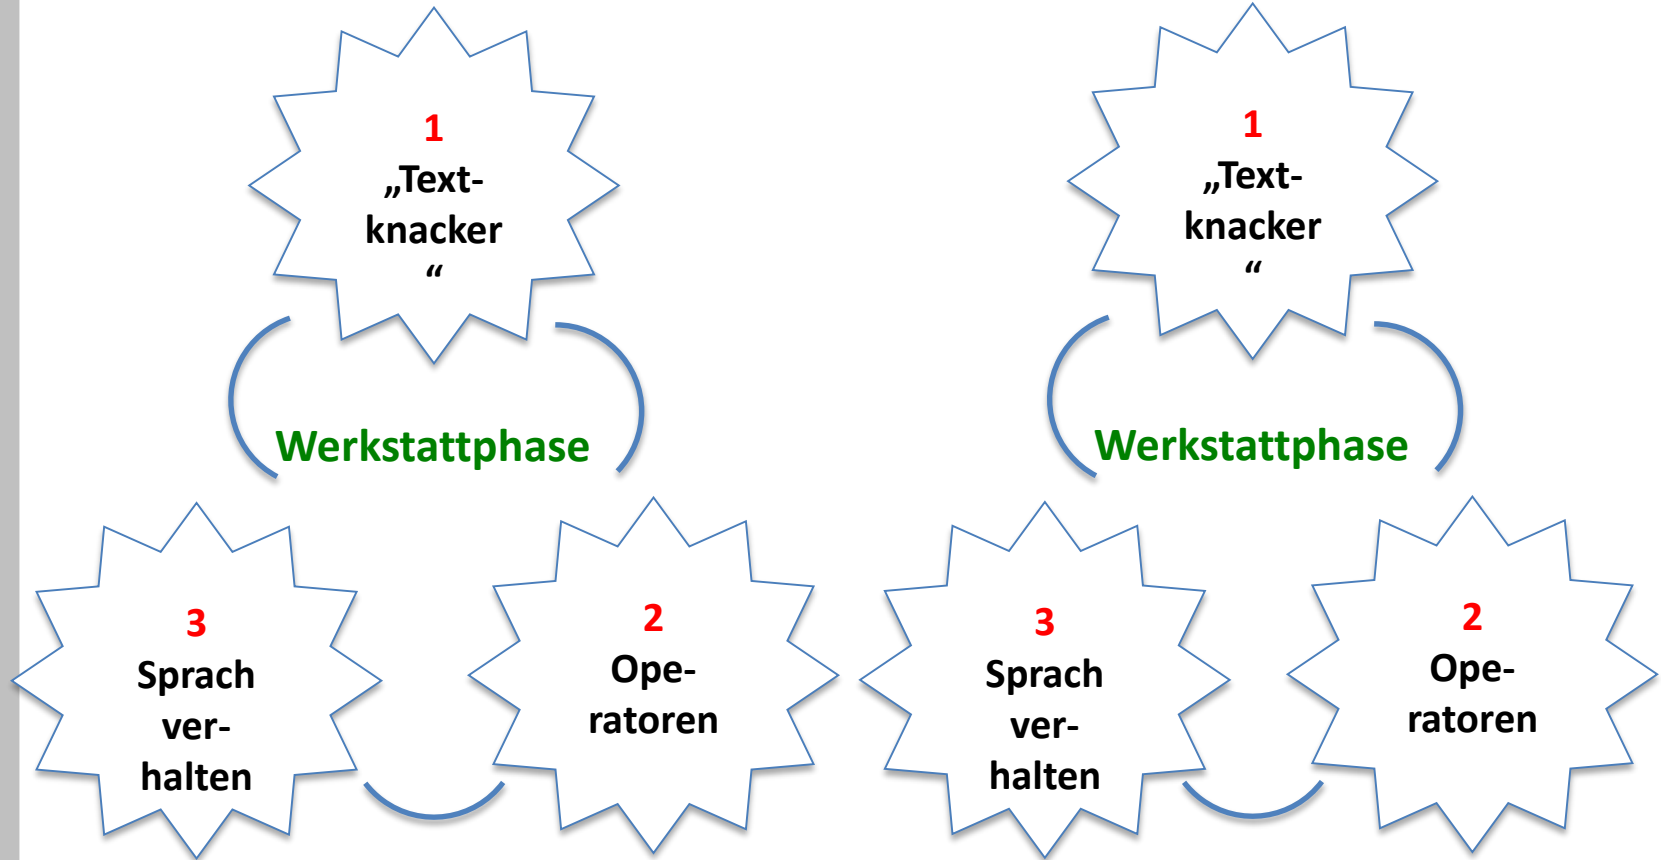 1
„Text-
knacker
“
Werkstattphase
3
Sprach
ver-
halten
2
Ope-
ratoren
1
„Text-
knacker
“
Werkstattphase
3
Sprach
ver-
halten
2
Ope-
ratoren